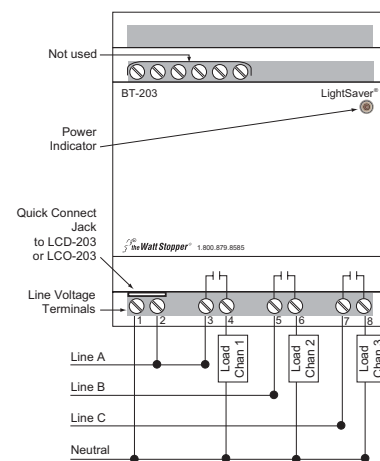 Not used
BT-203
LightSaver®
Power
Indicator
Quick Connect
Jack
to LCD-203
or LCO-203
the Watt Stopper® 1.800.879.8585
Line Voltage
Terminals
1 2 3 4 5 6 7 8
Load
Chan 1
Load
Chan 2
Load
Chan 3
Line A
Line B
Line C
Neutral